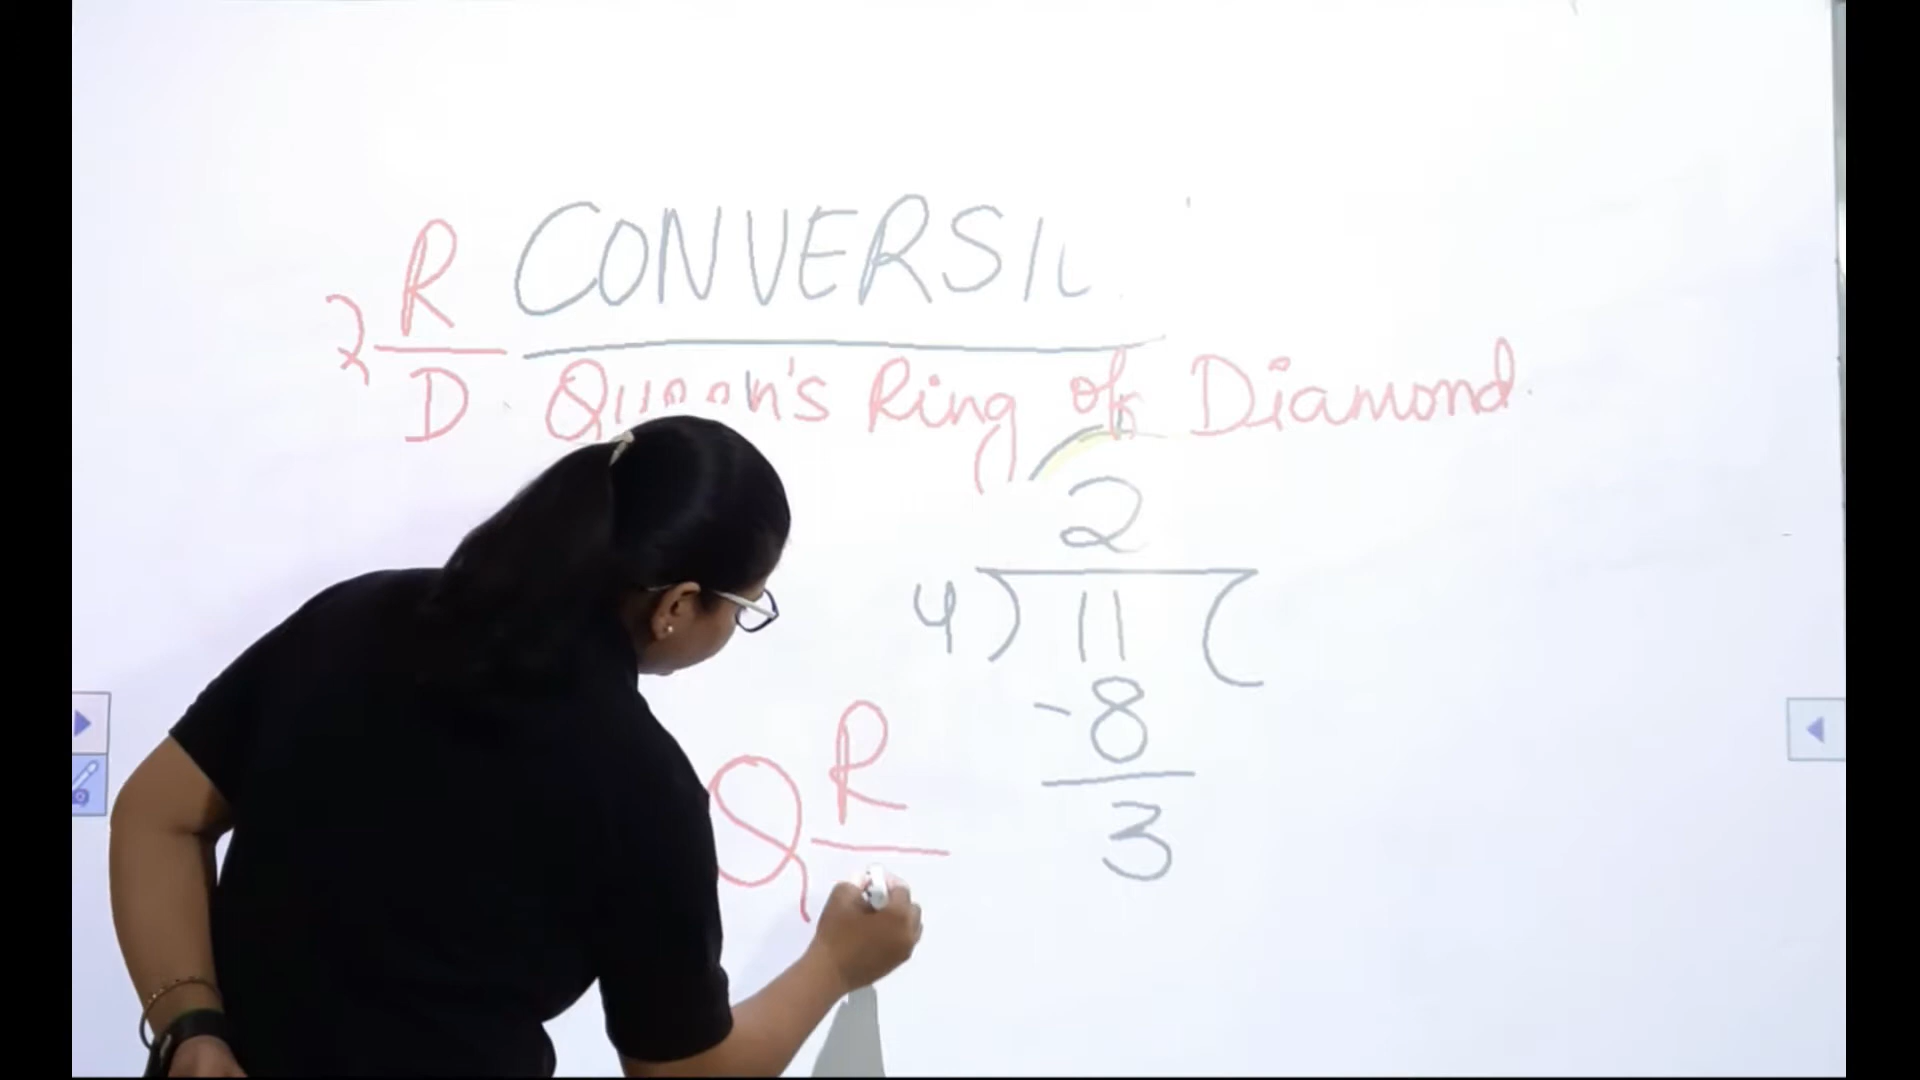 CONVERSI
R
D
Ring of Diamond.
2
4) 11 (
- 8
3
Q R